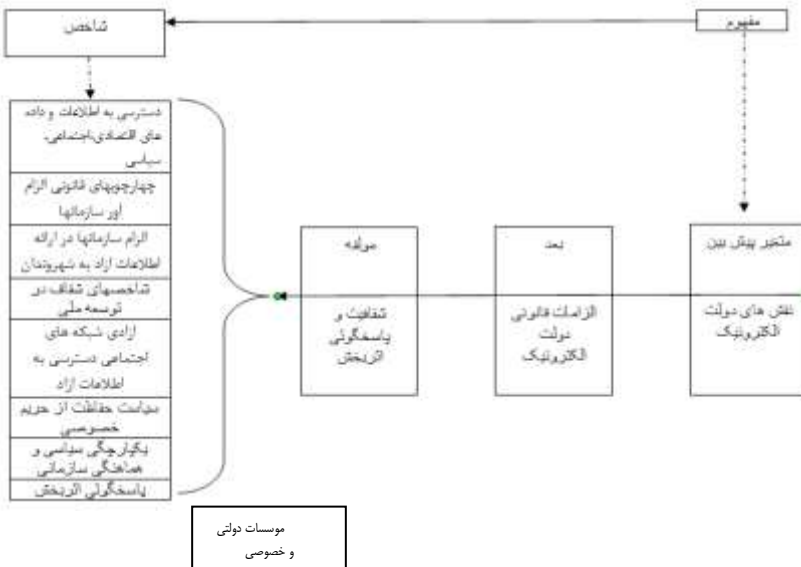 مفهوم
شاخص
دسترسی به اطلاعات و داده
های اقتصادی،اجتماعی،
سیاسی
چهارچوبهای قانونی الزام
آور سازمانها
الزام سازمانها در ارائه
اطلاعات ازاد به شهروندان
شاخصهای شفاف در
توسعه ملی
ازادی شبکه های
اجتماعی دسترسی به
اطلاعات ازاد
سیاست حفاظت از حریم
خصوصی
یکپارچگی سیاسی و
هماهنگی سازمانی
پاسخگوئی اثربخش
متغیر پیش بین
نقش های دولت
الکترونیک
بعد
الزامات قانونی
دولت
الکترونیک
مولفه
شفافیت و
پاسخگوئی
اثربخش
موسسات دولتی
و خصوصی